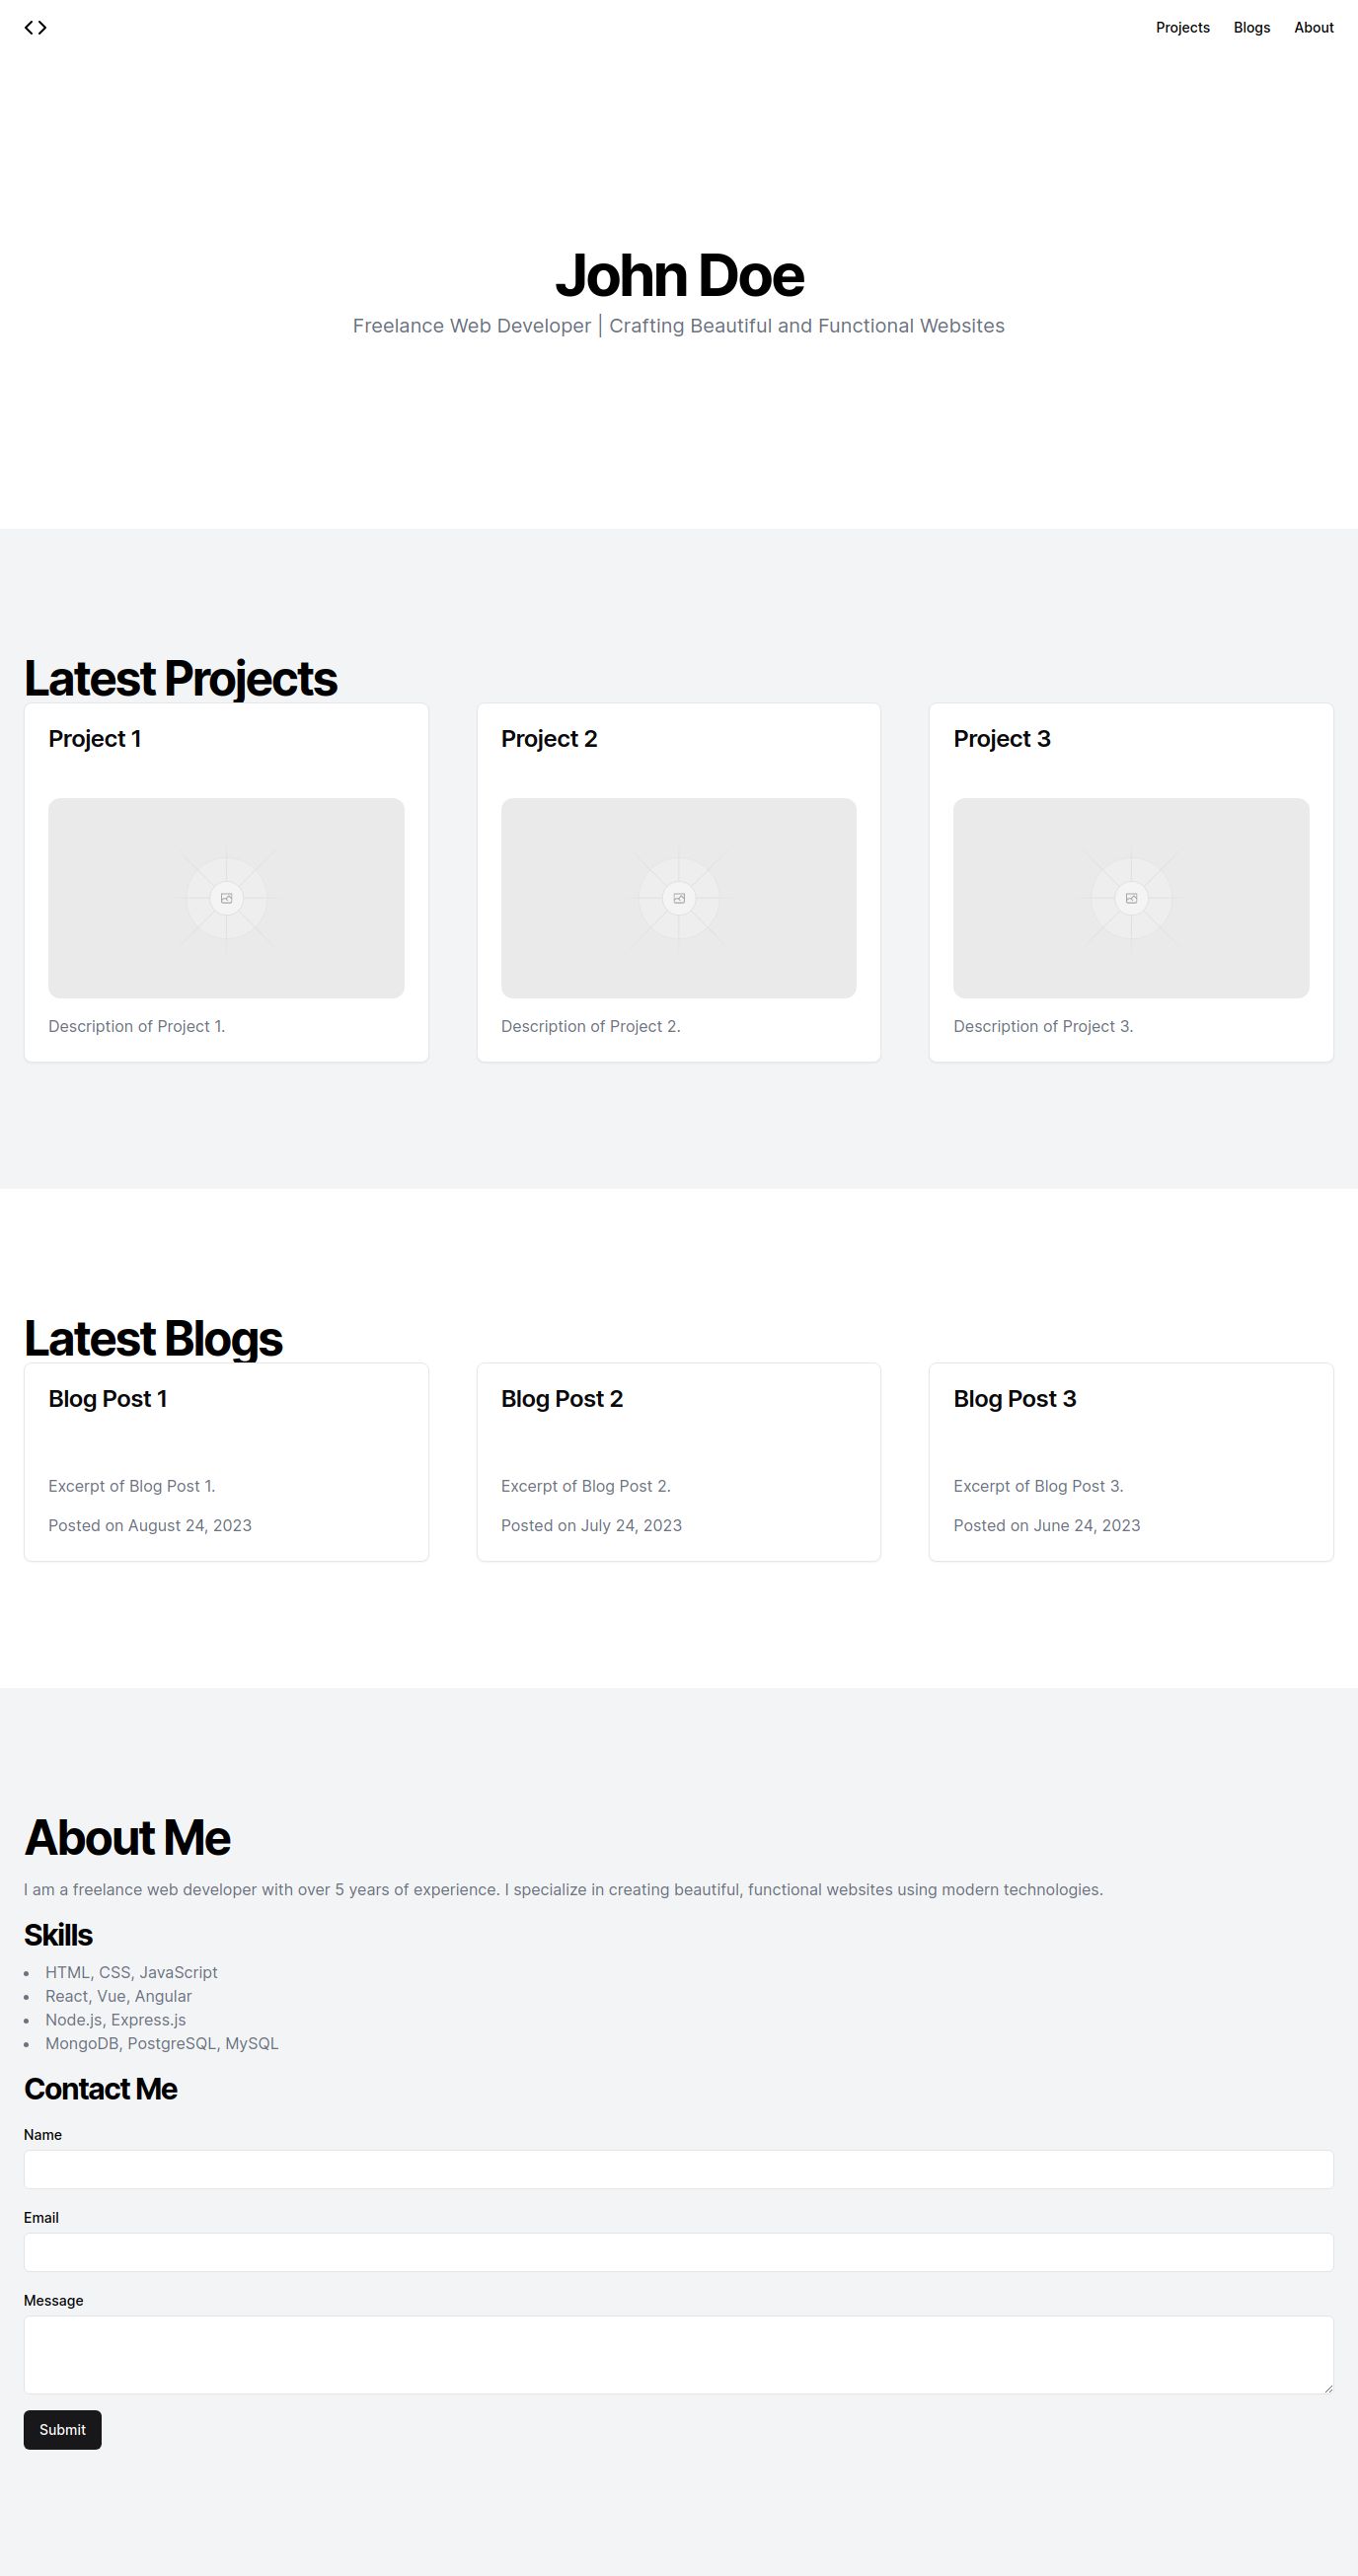 Projects Blogs About
John Doe
Freelance Web Developer | Crafting Beautiful and Functional Websites
Latest Projects
Project 1
Description of Project 1.
Project 2
Description of Project 2.
Project 3
Description of Project 3.
Latest Blogs
Blog Post 1
Excerpt of Blog Post 1.
Posted on August 24, 2023
Blog Post 2
Excerpt of Blog Post 2.
Posted on July 24, 2023
Blog Post 3
Excerpt of Blog Post 3.
Posted on June 24, 2023
About Me
I am a freelance web developer with over 5 years of experience. I specialize in creating beautiful, functional websites using modern technologies.
Skills
• HTML, CSS, JavaScript
• React, Vue, Angular
• Node.js, Express.js
• MongoDB, PostgreSQL, MySQL
Contact Me
Name
Email
Message
Submit